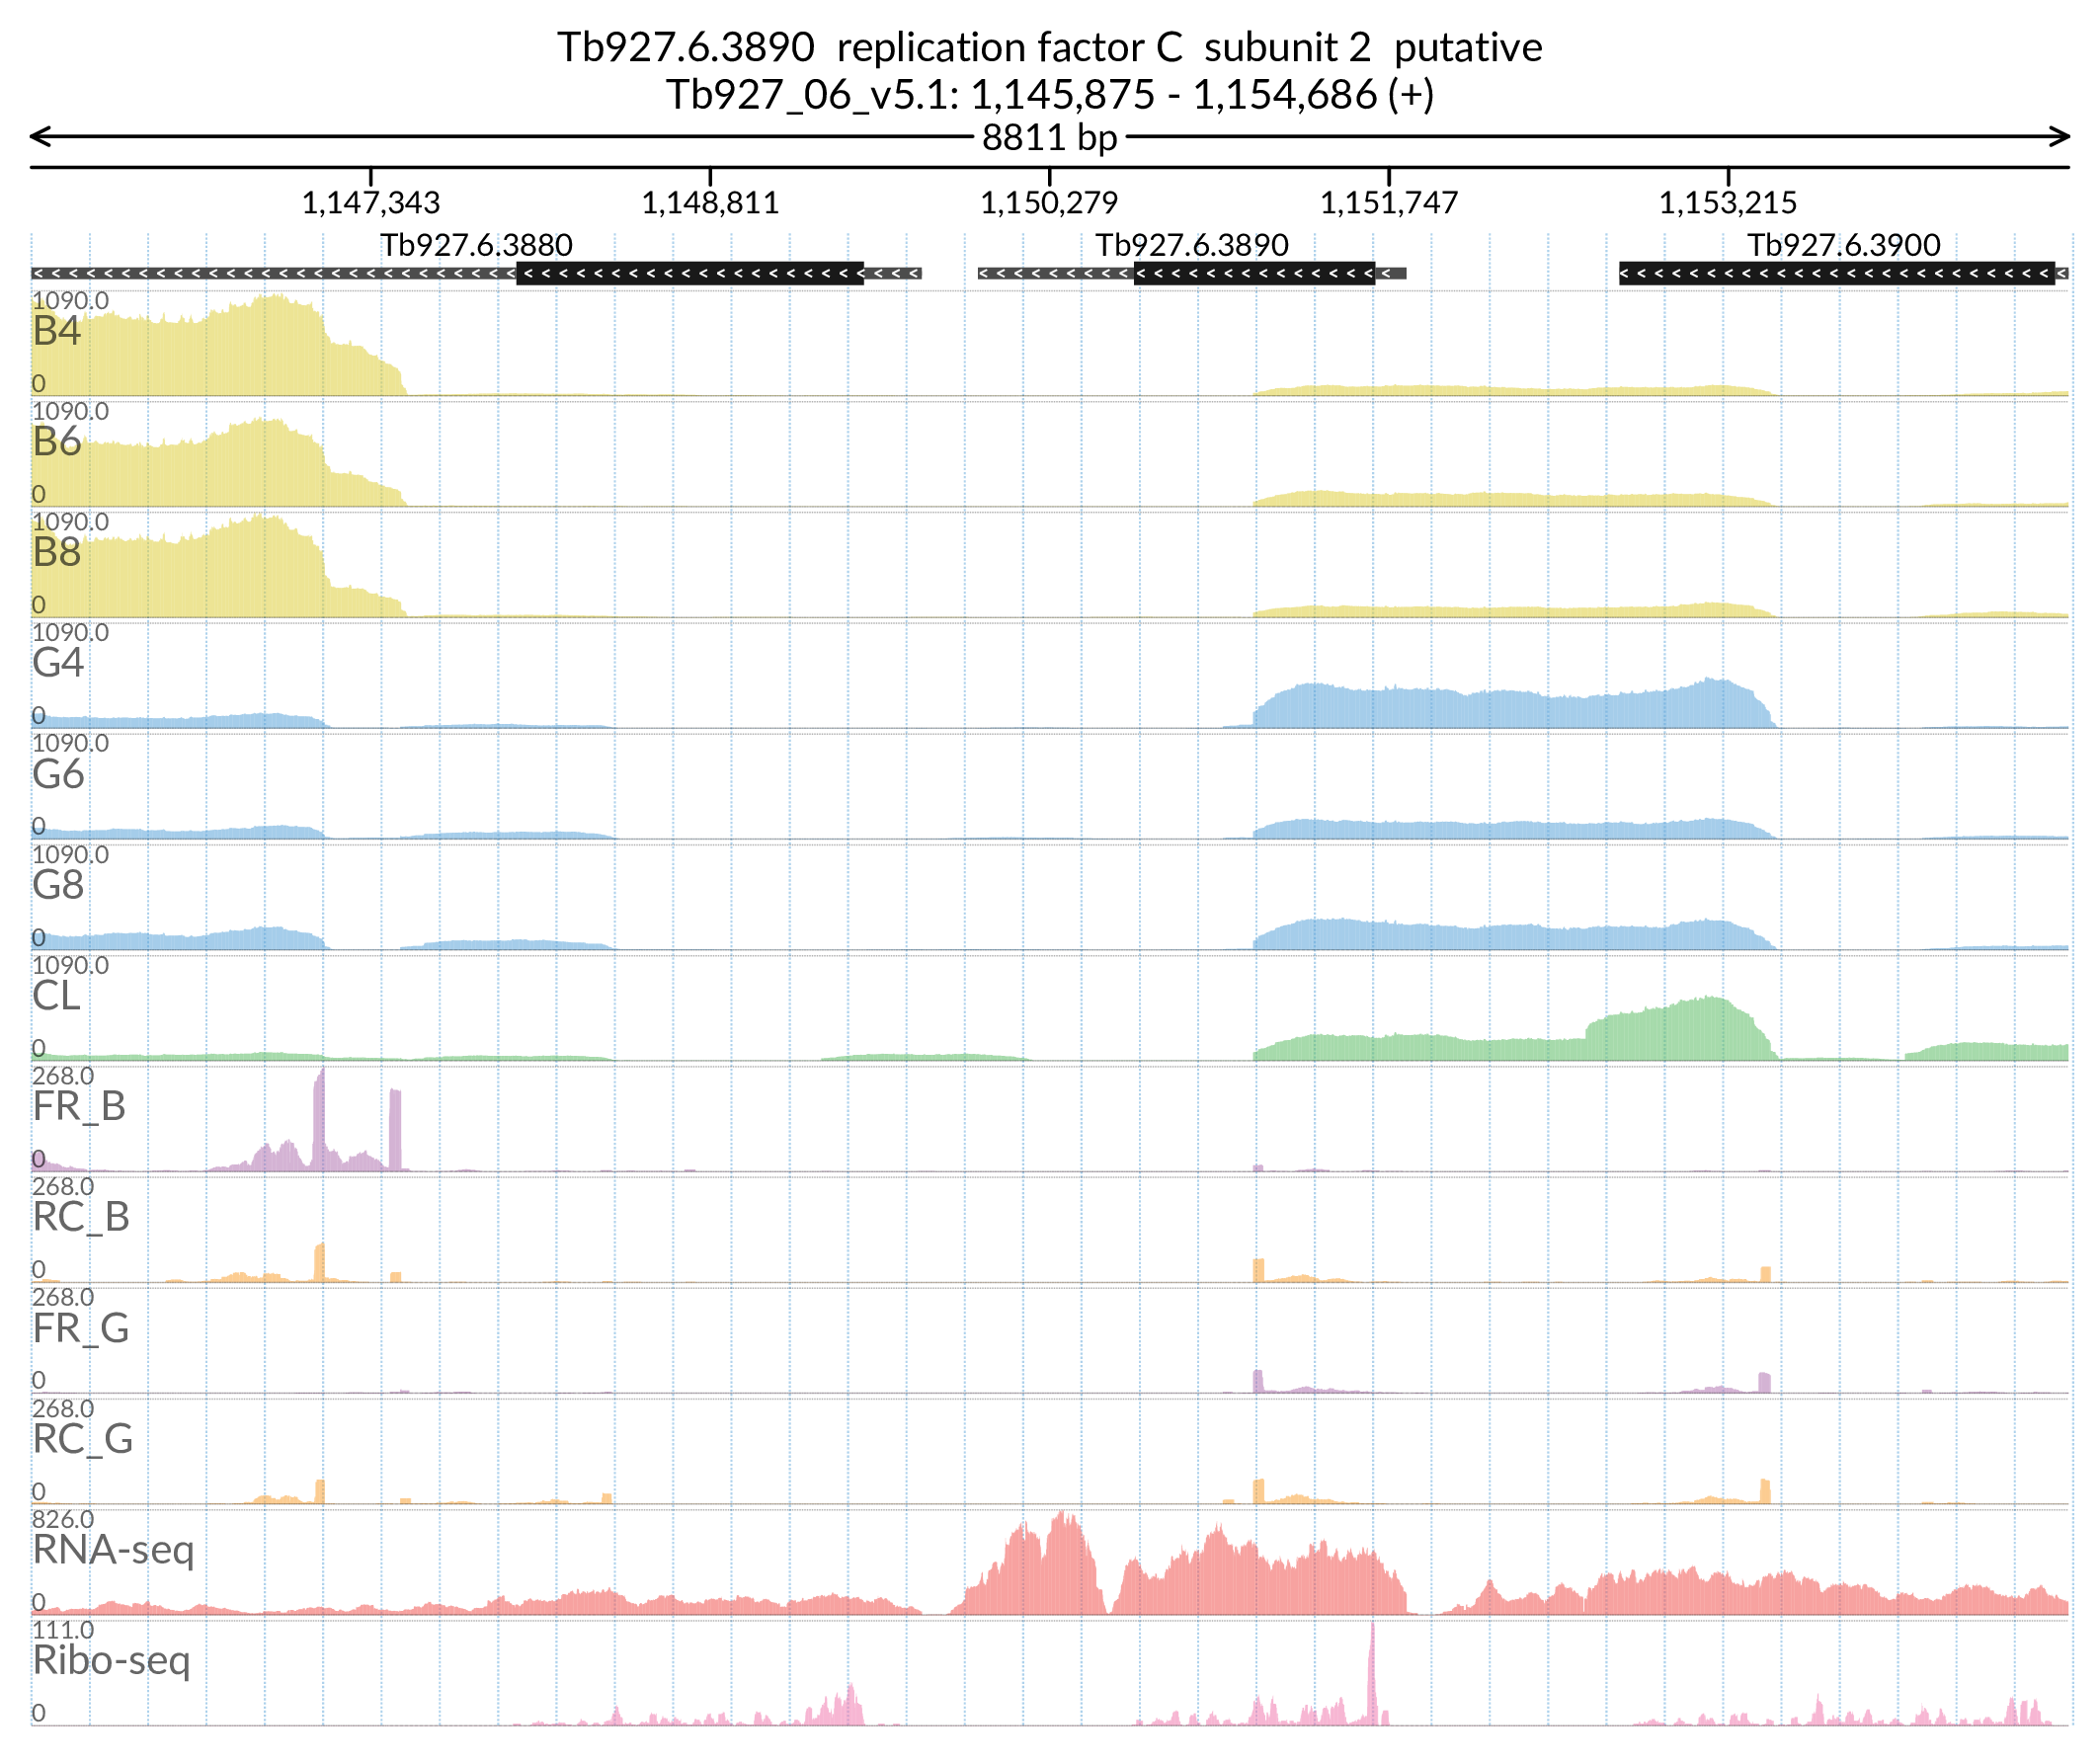 Tb927.6.3890 replication factor C subunit 2 putative
Tb927_06_v5.1: 1,145,875 - 1,154,686 (+)
8811 bp
1,147,343 1,148,811 1,150,279 1,151,747 1,153,215
Tb927.6.3880 Tb927.6.3890 Tb927.6.3900
1090.0
B4
0
1090.0
B6
0
1090.0
B8
0
1090.0
G4
0
1090.0
G6
0
1090.0
G8
0
1090.0
CL
0
268.0
FR_B
0
268.0
RC_B
0
268.0
FR_G
0
268.0
RC_G
0
826.0
RNA-seq
0
111.0
Ribo-seq
0